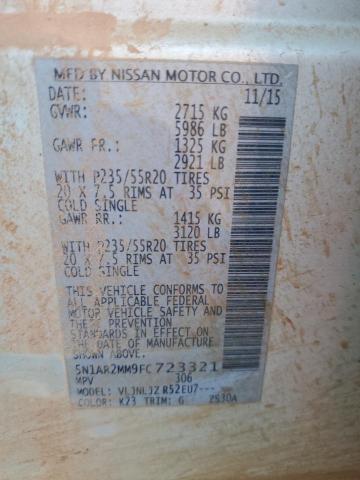 MFD BY NISSAN MOTOR CO., LTD.
DATE: 11/15
GVWR: 2715 KG
5986 LB
GAWR FR.: 1325 KG
2921 LB
WITH P235/55R20 TIRES
20 X 7.5 RIMS AT 35 PSI
COLD SINGLE
GAWR RR.: 1415 KG
3120 LB
WITH P235/55R20 TIRES
20 X 7.5 RIMS AT 35 PSI
COLD SINGLE
THIS VEHICLE CONFORMS TO
ALL APPLICABLE FEDERAL
MOTOR VEHICLE SAFETY
STANDARDS IN EFFECT ON
THE DATE OF MANUFACTURE
SHOWN ABOVE.
5N1AR2MM9FC723321
MPV 306
MODEL: R52EU7---
COLOR: K23 TRIM: G 2530A